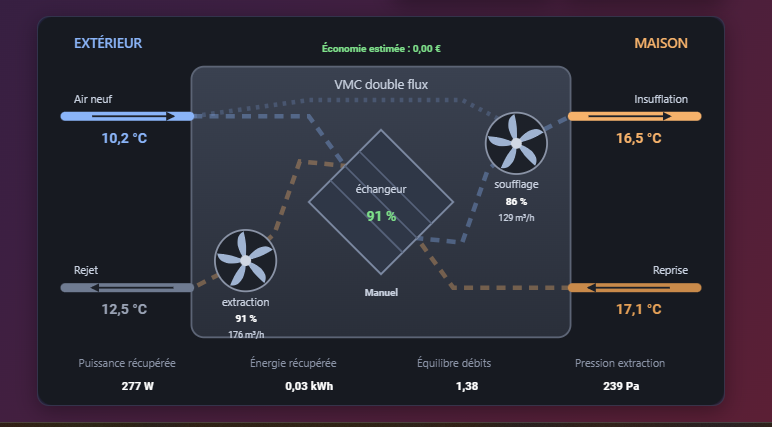 EXTÉRIEUR
MAISON
Économie estimée : 0,00 €
VMC double flux
Air neuf
Insufflation
10,2 °C
16,5 °C
soufflage
86 %
129 m³/h
échangeur
91 %
Rejet
Reprise
12,5 °C
17,1 °C
extraction
91 %
176 m³/h
Manuel
Puissance récupérée
Énergie récupérée
Équilibre débits
Pression extraction
277 W
0,03 kWh
1,38
239 Pa